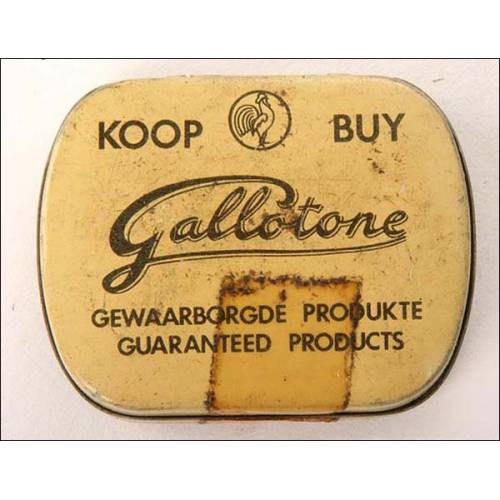 KOOP BUY
Gallotone
GEWAARBORGDE PRODUKTE
GUARANTEED PRODUCTS